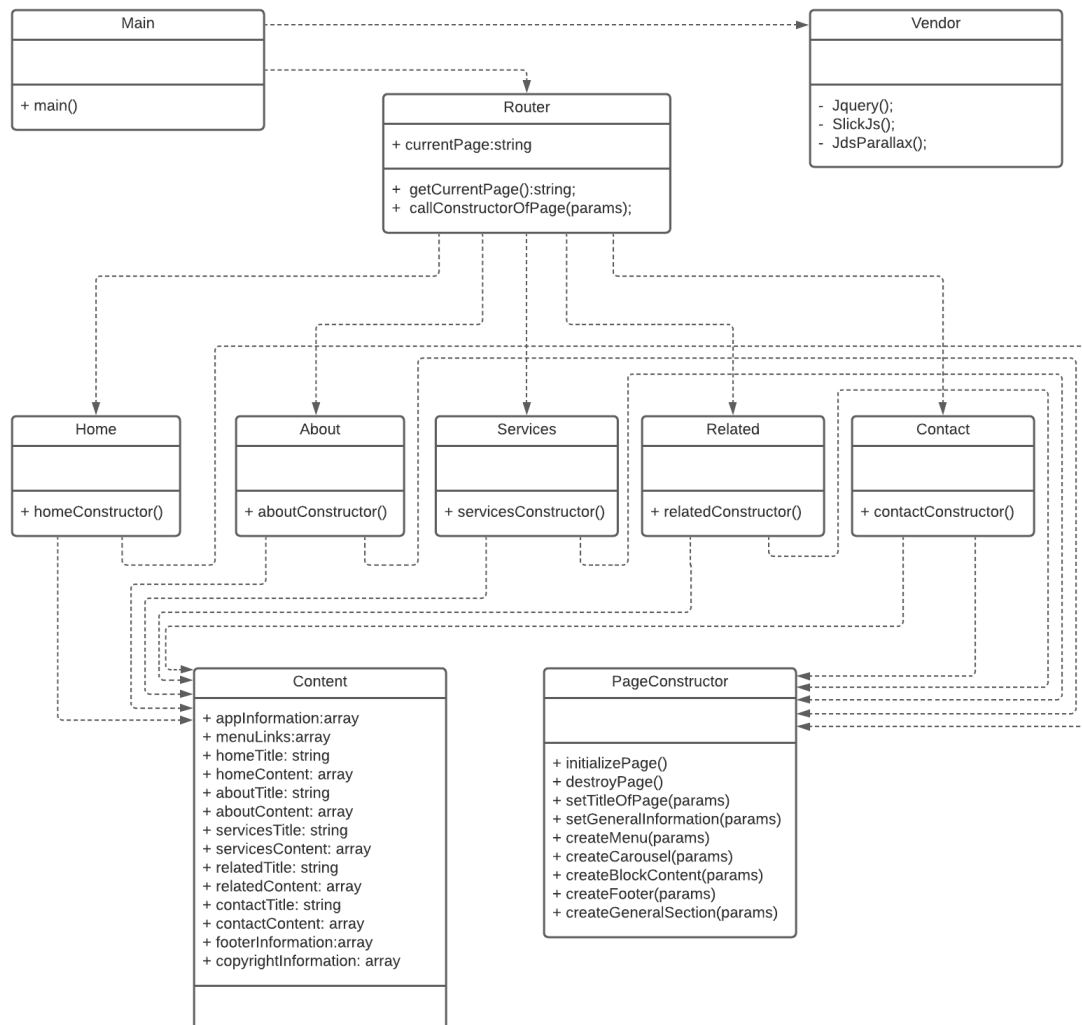 Main
+ main()
Vendor
- Jquery();
- SlickJs();
- JdsParallax();
Router
+ currentPage:string
+ getCurrentPage():string;
+ callConstructorOfPage(params);
Home
+ homeConstructor()
About
+ aboutConstructor()
Services
+ servicesConstructor()
Related
+ relatedConstructor()
Contact
+ contactConstructor()
Content
+ appInformation:array
+ menuLinks:array
+ homeTitle: string
+ homeContent: array
+ aboutTitle: string
+ aboutContent: array
+ servicesTitle: string
+ servicesContent: array
+ relatedTitle: string
+ relatedContent: array
+ contactTitle: string
+ contactContent: array
+ footerInformation:array
+ copyrightInformation: array
PageConstructor
+ initializePage()
+ destroyPage()
+ setTitleOfPage(params)
+ setGeneralInformation(params)
+ createMenu(params)
+ createCarousel(params)
+ createBlockContent(params)
+ createFooter(params)
+ createGeneralSection(params)